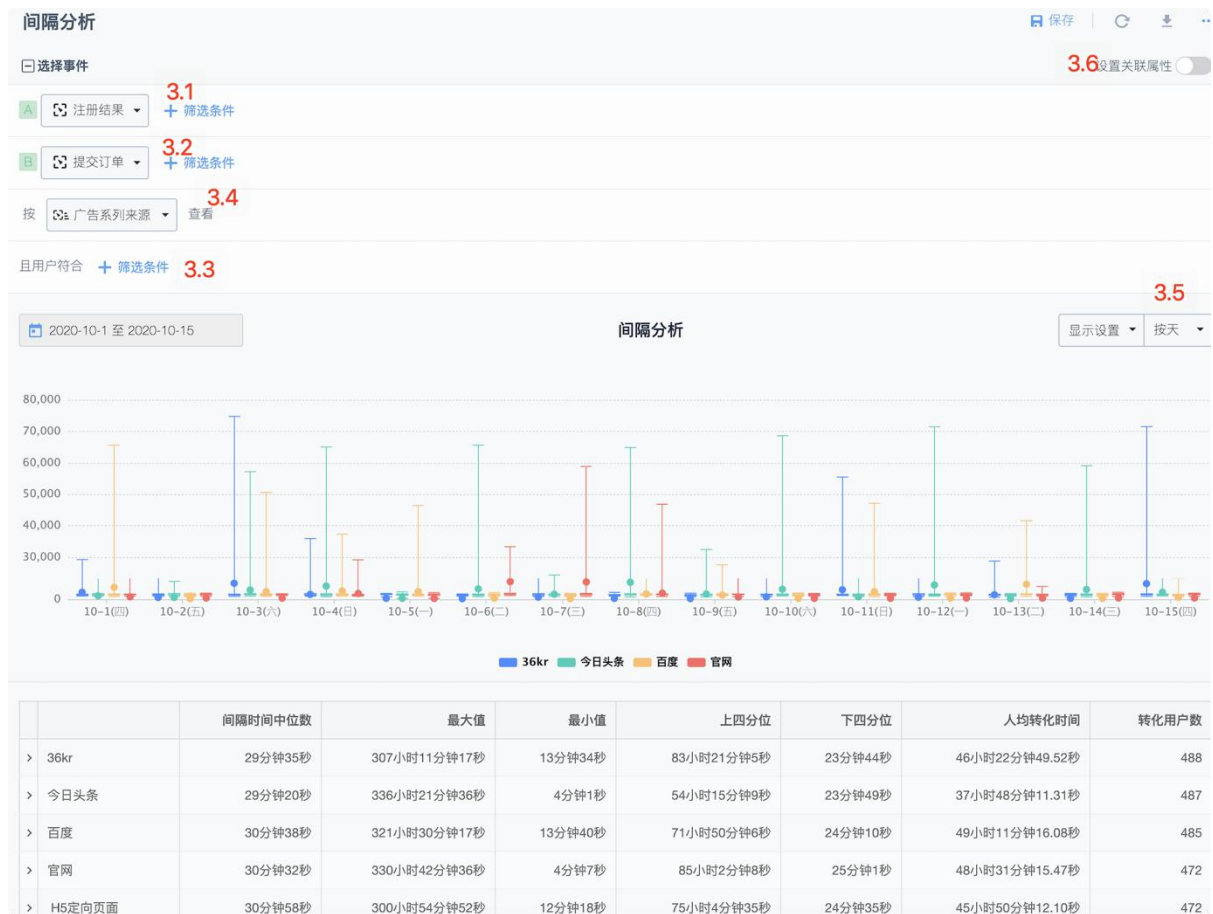 间隔分析
保存
选择事件
3.6 设置关联属性
A 注册结果 3.1 + 筛选条件
B 提交订单 3.2 + 筛选条件
按 广告系列来源 查看 3.4
且用户符合 + 筛选条件 3.3
3.5
2020-10-1 至 2020-10-15 间隔分析 显示设置 按天
80,000
70,000
60,000
50,000
40,000
30,000
0
10-1(四) 10-2(五) 10-3(六) 10-4(日) 10-5(一) 10-6(二) 10-7(三) 10-8(四) 10-9(五) 10-10(六) 10-11(日) 10-12(一) 10-13(二) 10-14(三) 10-15(四)
36kr 今日头条 百度 官网
间隔时间中位数 最大值 最小值 上四分位 下四分位 人均转化时间 转化用户数
36kr 29分钟35秒 307小时11分钟17秒 13分钟34秒 83小时21分钟5秒 23分钟44秒 46小时22分钟49.52秒 488
今日头条 29分钟20秒 336小时21分钟36秒 4分钟1秒 54小时15分钟9秒 23分钟49秒 37小时48分钟11.31秒 487
百度 30分钟38秒 321小时30分钟17秒 13分钟40秒 71小时50分钟6秒 24分钟10秒 49小时11分钟16.08秒 485
官网 30分钟32秒 330小时42分钟36秒 4分钟7秒 85小时2分钟8秒 25分钟1秒 48小时31分钟15.47秒 472
H5定向页面 30分钟58秒 300小时54分钟52秒 12分钟18秒 75小时4分钟35秒 24分钟35秒 45小时50分钟12.10秒 472